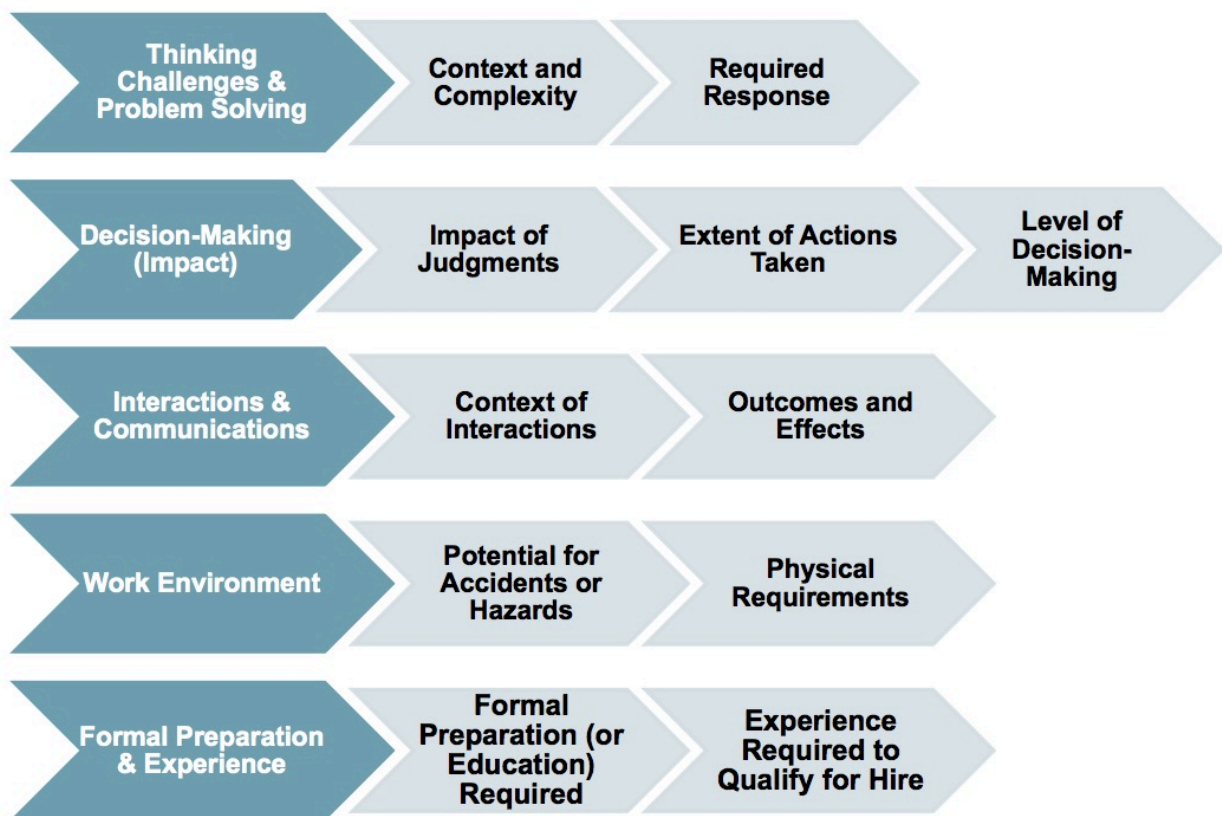 Thinking
Challenges &
Problem Solving
Context and
Complexity
Required
Response
Decision-Making
(Impact)
Impact of
Judgments
Extent of Actions
Taken
Level of
Decision-
Making
Interactions &
Communications
Context of
Interactions
Outcomes and
Effects
Work Environment
Potential for
Accidents or
Hazards
Physical
Requirements
Formal Preparation
& Experience
Formal
Preparation (or
Education)
Required
Experience
Required to
Qualify for Hire